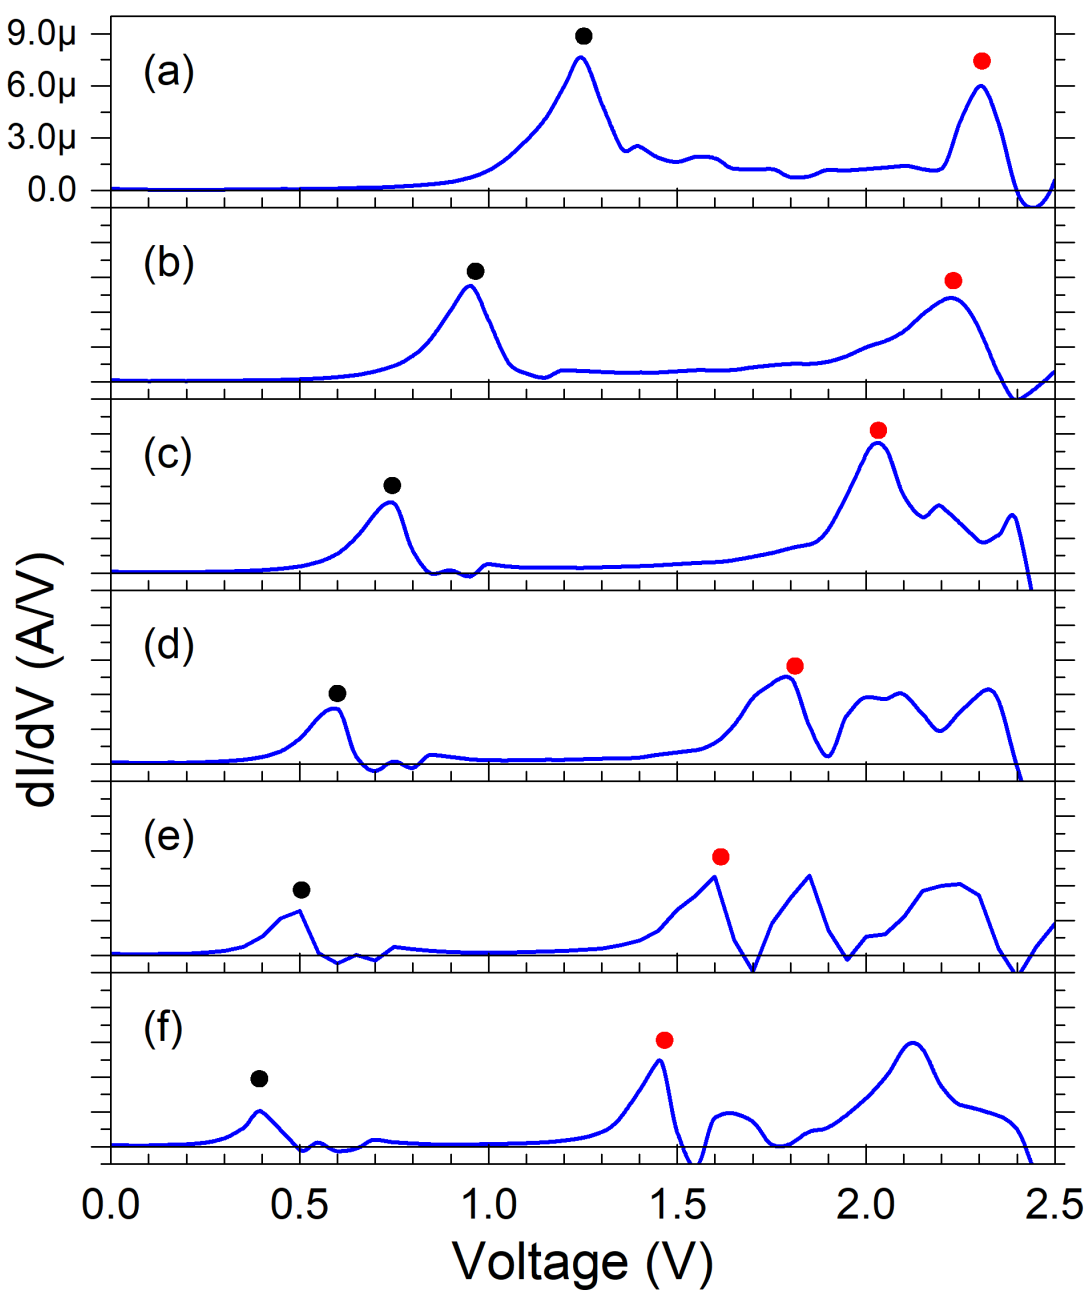 9.0μ
6.0μ
3.0μ
0.0
(a)
(b)
(c)
(d)
(e)
(f)
dI/dV (A/V)
0.0 0.5 1.0 1.5 2.0 2.5
Voltage (V)